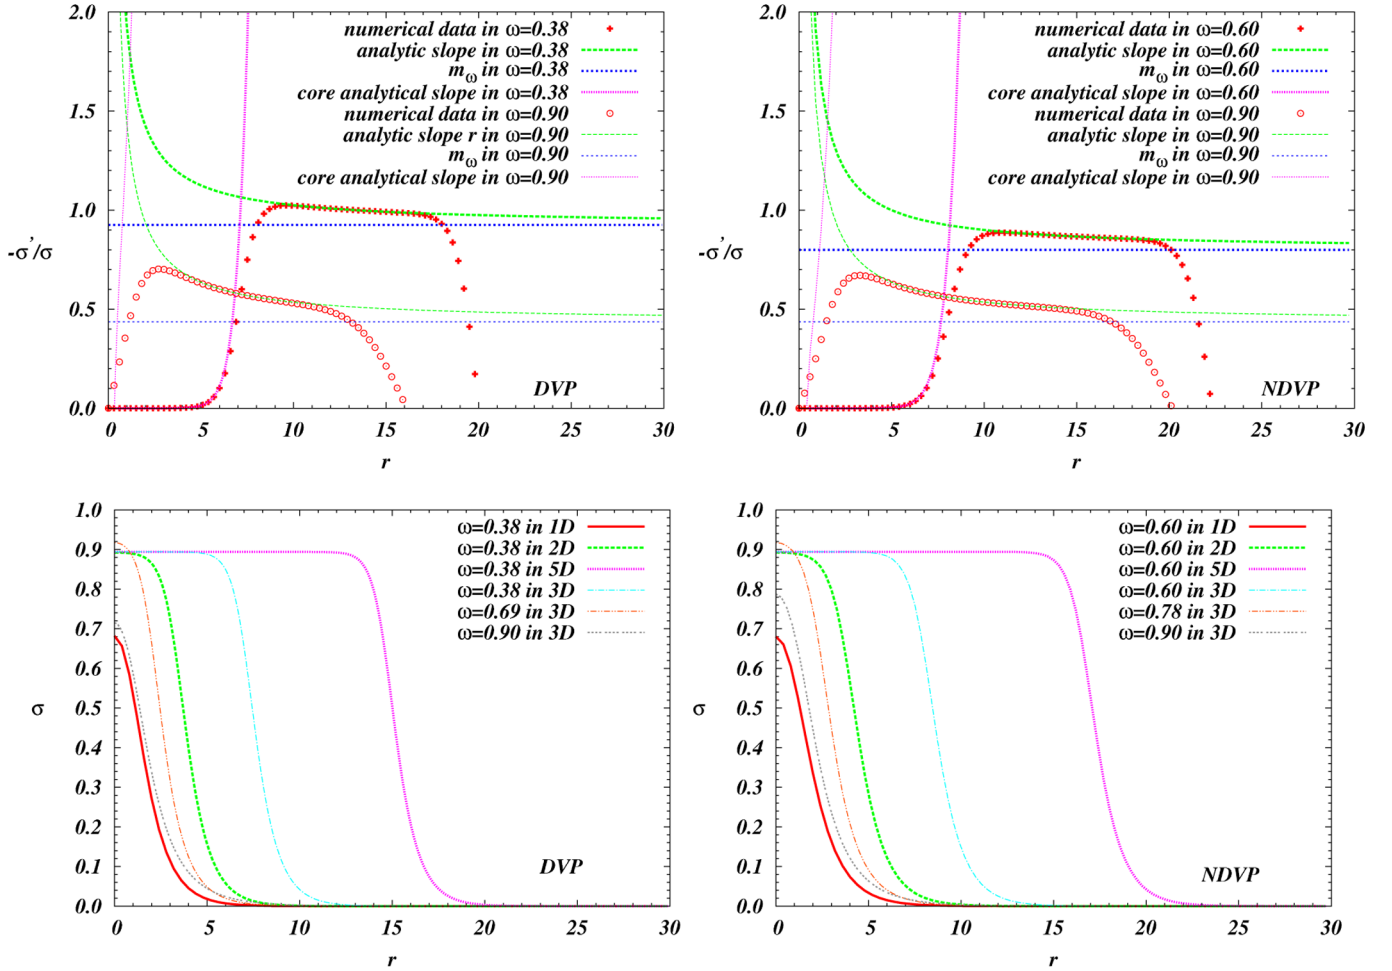 2.0
1.5
1.0
0.5
0.0
-σ'/σ
numerical data in ω=0.38
analytic slope in ω=0.38
mω in ω=0.38
core analytical slope in ω=0.38
numerical data in ω=0.90
analytic slope r in ω=0.90
mω in ω=0.90
core analytical slope in ω=0.90
DVP
0 5 10 15 20 25 30
r
2.0
1.5
1.0
0.5
0.0
-σ'/σ
numerical data in ω=0.60
analytic slope in ω=0.60
mω in ω=0.60
core analytical slope in ω=0.60
numerical data in ω=0.90
analytic slope in ω=0.90
mω in ω=0.90
core analytical slope in ω=0.90
NDVP
0 5 10 15 20 25 30
r
1.0
0.9
0.8
0.7
0.6
0.5
0.4
0.3
0.2
0.1
0.0
σ
ω=0.38 in 1D
ω=0.38 in 2D
ω=0.38 in 5D
ω=0.38 in 3D
ω=0.69 in 3D
ω=0.90 in 3D
DVP
0 5 10 15 20 25 30
r
1.0
0.9
0.8
0.7
0.6
0.5
0.4
0.3
0.2
0.1
0.0
σ
ω=0.60 in 1D
ω=0.60 in 2D
ω=0.60 in 5D
ω=0.60 in 3D
ω=0.78 in 3D
ω=0.90 in 3D
NDVP
0 5 10 15 20 25 30
r